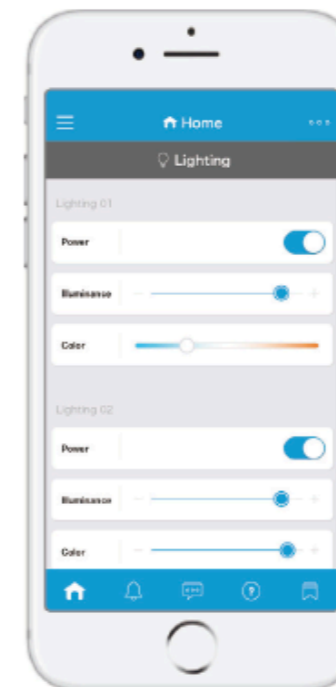 Home
Lighting
Lighting 01
Power
Illuminance
Color
Lighting 02
Power
Illuminance
Color